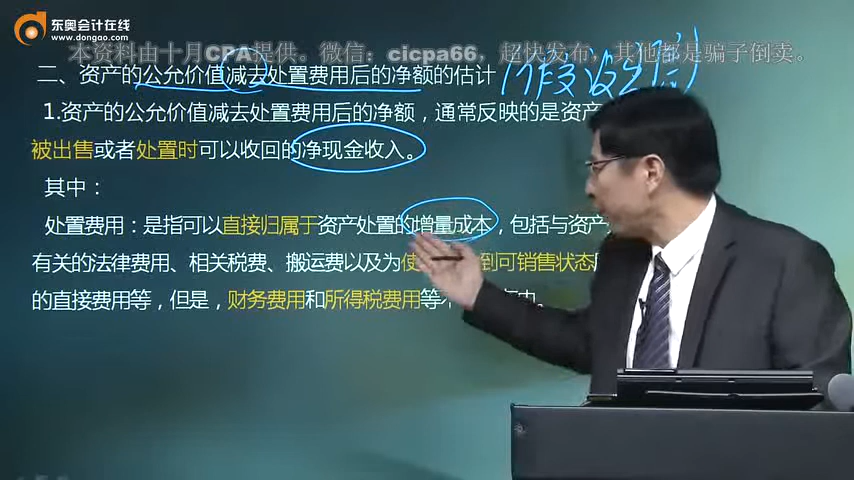 东奥会计在线
www.dongao.com
本资料由十月CPA提供。微信：cicpa66，超快发布，其他都是骗子倒卖。
二、资产的公允价值减去处置费用后的净额的估计
1.资产的公允价值减去处置费用后的净额，通常反映的是资产
被出售或者处置时可以收回的净现金收入。
其中：
处置费用：是指可以直接归属于资产处置的增量成本，包括与资产
有关的法律费用、相关税费、搬运费以及为使 到可销售状态
的直接费用等，但是，财务费用和所得税费用等不